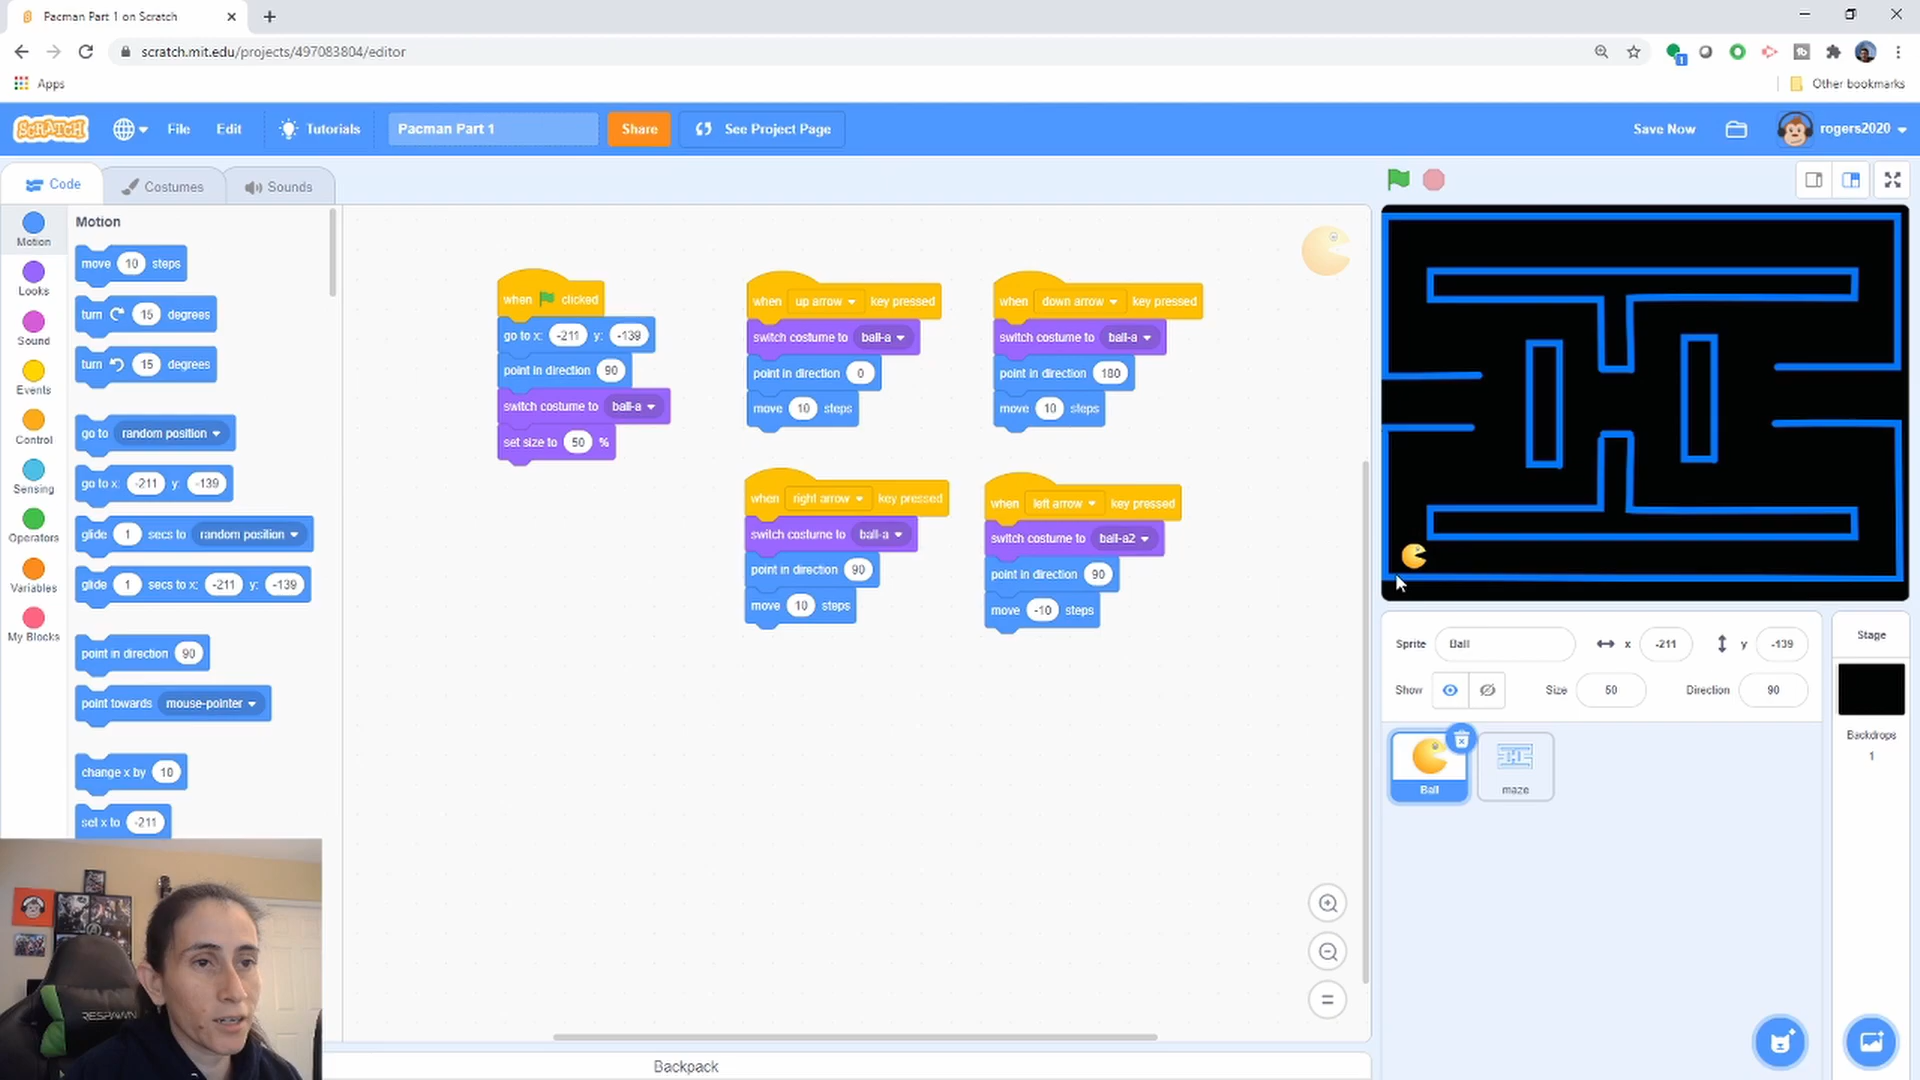 Pacman Part 1 on Scratch
scratch.mit.edu/projects/497083804/editor
Apps
Other bookmarks
SCRATCH
File
Edit
Tutorials
Pacman Part 1
Share
See Project Page
Save Now
rogers2020
Code
Costumes
Sounds
Motion
Looks
Sound
Events
Control
Sensing
Operators
Variables
My Blocks
Motion
move 10 steps
turn 15 degrees
turn 15 degrees
go to random position
go to x: -211 y: -139
glide 1 secs to random position
glide 1 secs to x: -211 y: -139
point in direction 90
point towards mouse-pointer
change x by 10
set x to -211
when clicked
go to x: -211 y: -139
point in direction 90
switch costume to ball-a
set size to 50 %
when up arrow key pressed
switch costume to ball-a
point in direction 0
move 10 steps
when down arrow key pressed
switch costume to ball-a
point in direction 180
move 10 steps
when right arrow key pressed
switch costume to ball-a
point in direction 90
move 10 steps
when left arrow key pressed
switch costume to ball-a2
point in direction 90
move -10 steps
Sprite Ball x -211 y -139
Show Size 50 Direction 90
Ball
maze
Stage
Backdrops
1
RESPAWN
Backpack